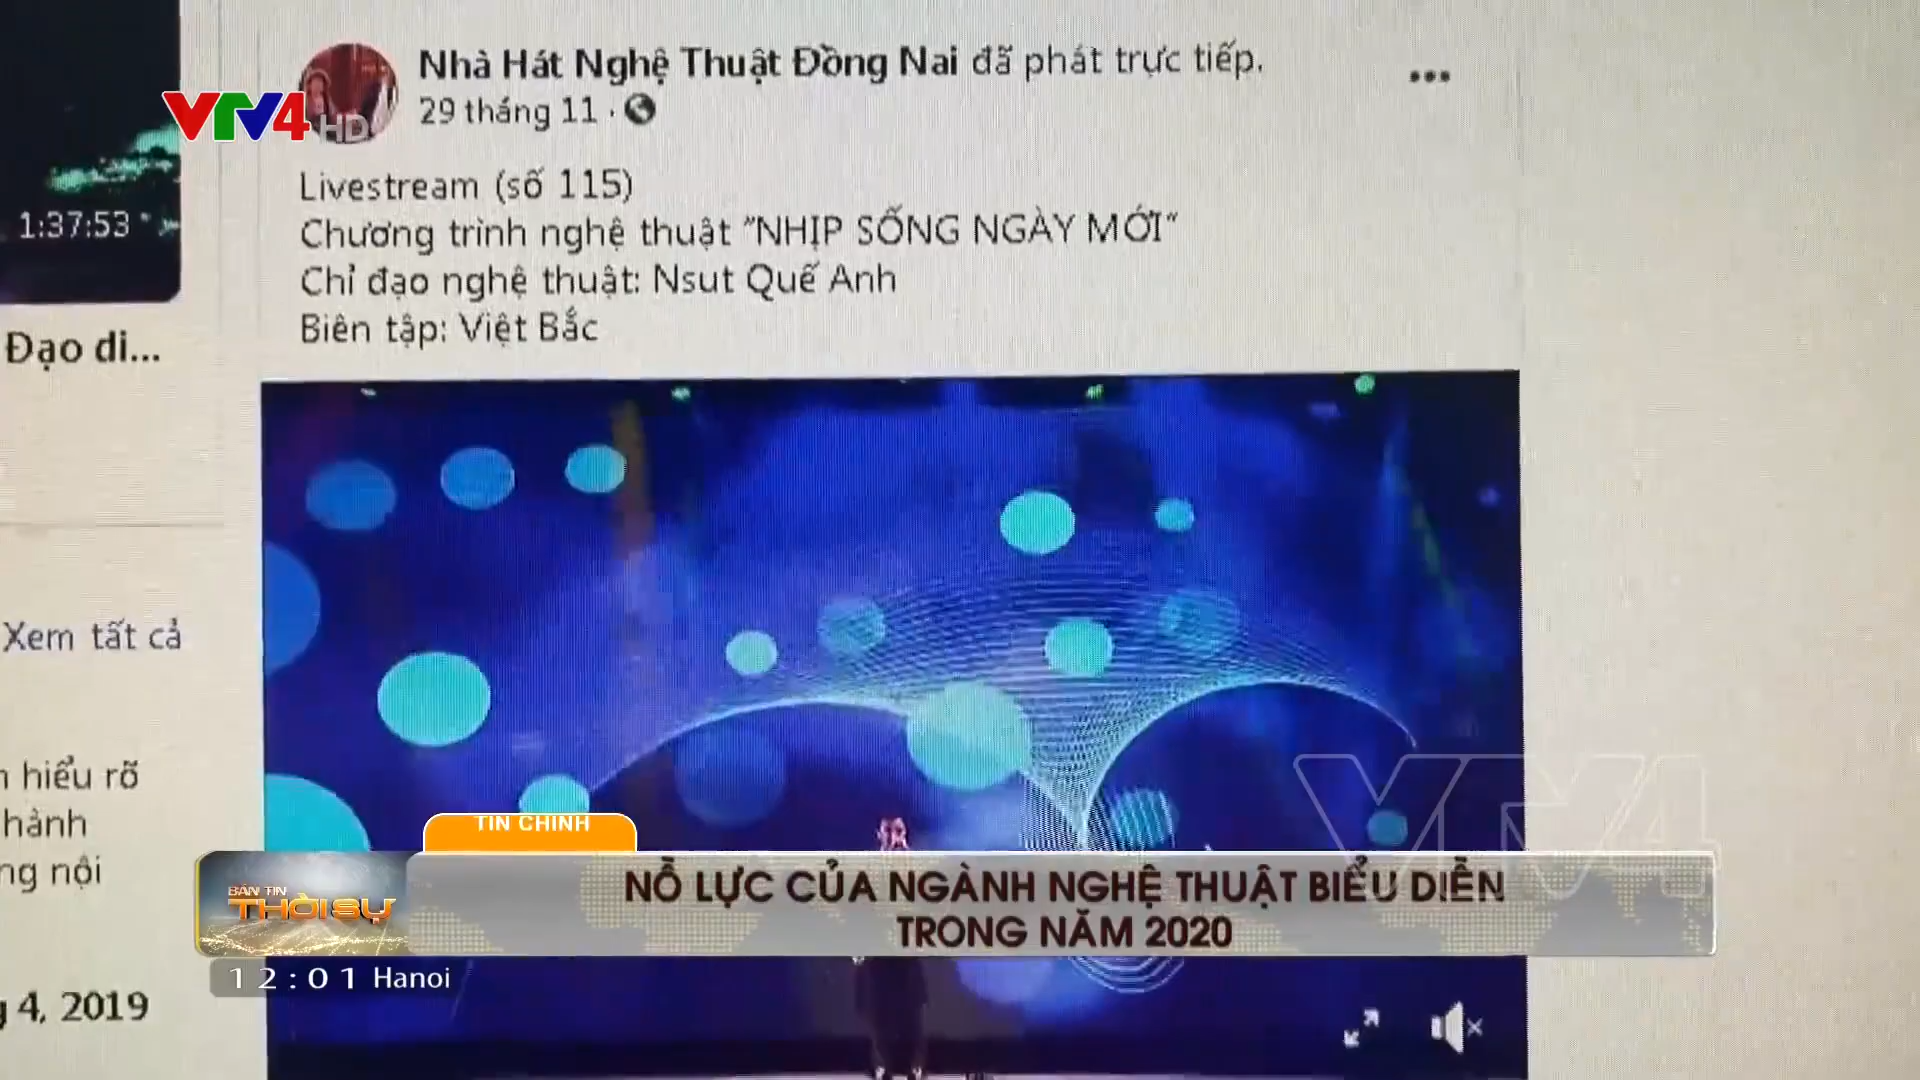 Nhà Hát Nghệ Thuật Đồng Nai đã phát trực tiếp.
29 tháng 11 ·
VTV4 HD
Livestream (số 115)
Chương trình nghệ thuật "NHỊP SỐNG NGÀY MỚI"
Chỉ đạo nghệ thuật: Nsut Quế Anh
Biên tập: Việt Bắc
1:37:53
Đạo di...
Xem tất cả
hiểu rõ
hành
nội
4, 2019
VTV4
TIN CHÍNH
BẢN TIN
THỜI SỰ
NỖ LỰC CỦA NGÀNH NGHỆ THUẬT BIỂU DIỄN
TRONG NĂM 2020
12:01 Hanoi